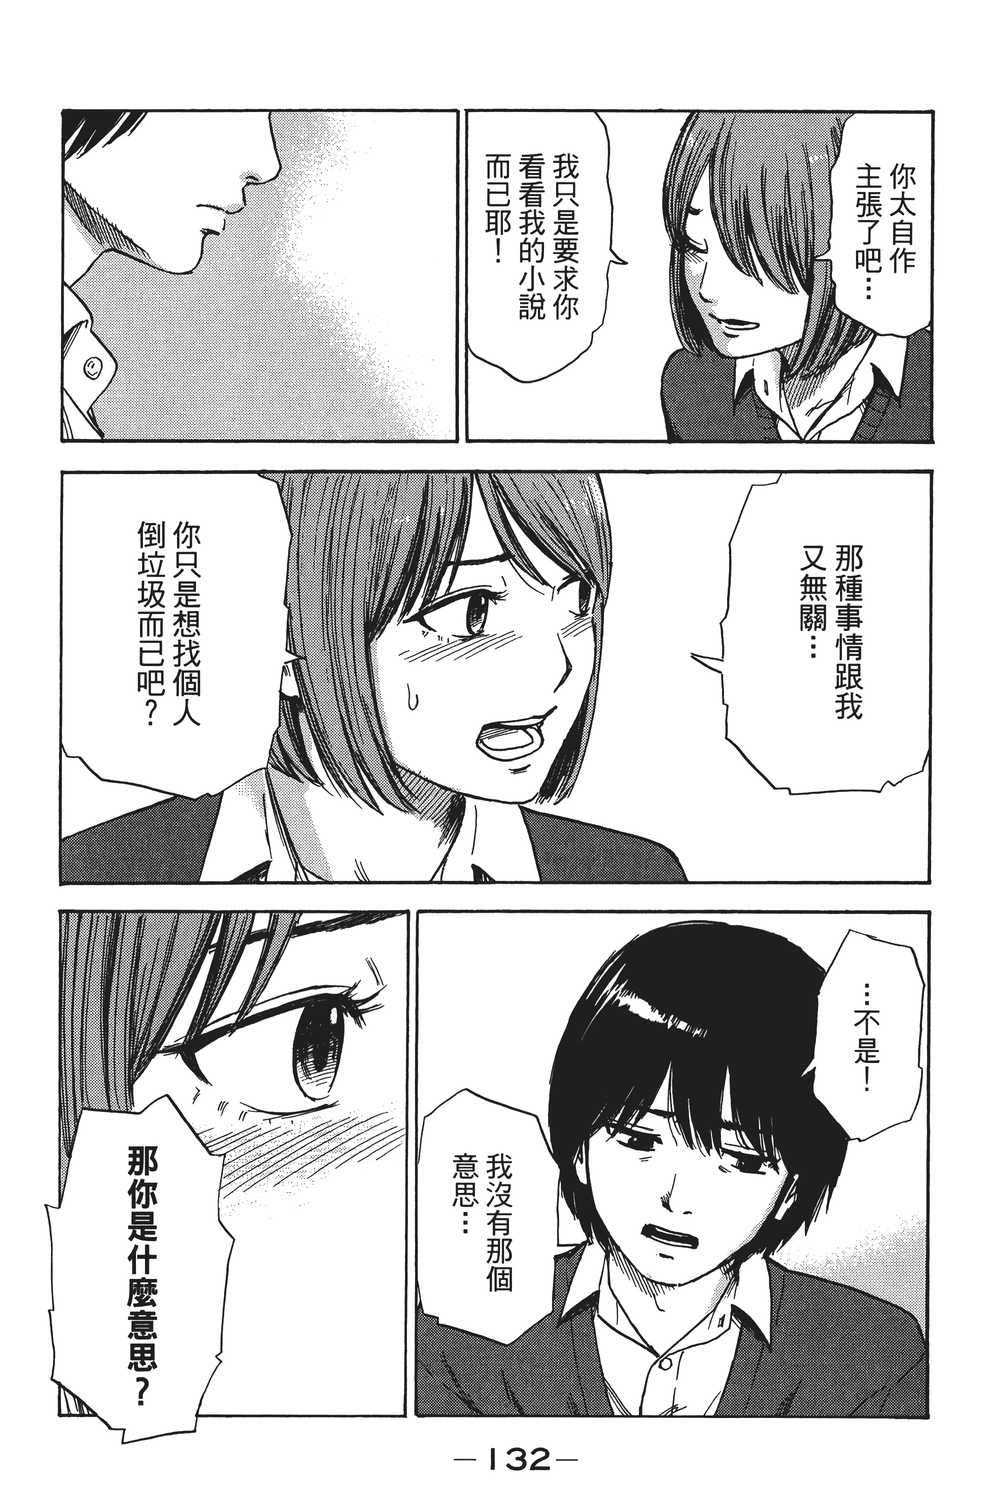 你太自作
主張了吧…
我只是要求你
看看我的小說
而已耶！
那種事情跟我
又無關…
你只是想找個人
倒垃圾而已吧？
…不是！
我沒有那個
意思…
那你是什麼意思？
—132—